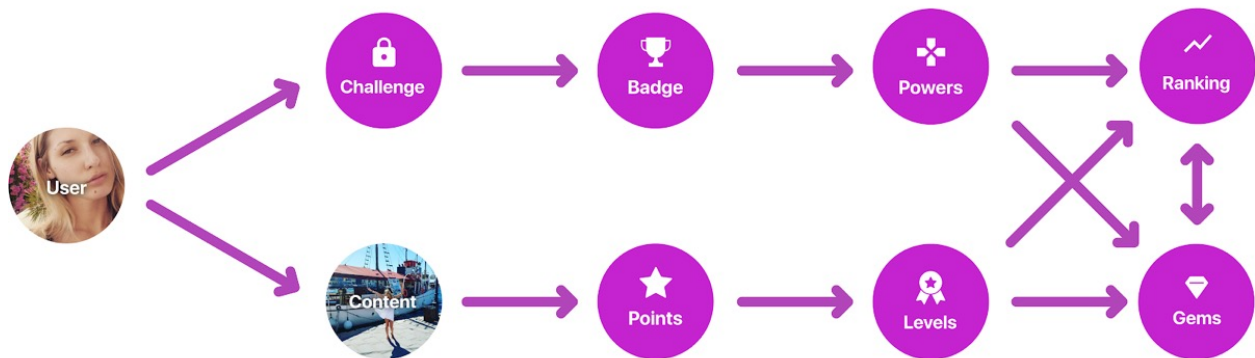 Challenge
Badge
Powers
Ranking
User
Content
Points
Levels
Gems